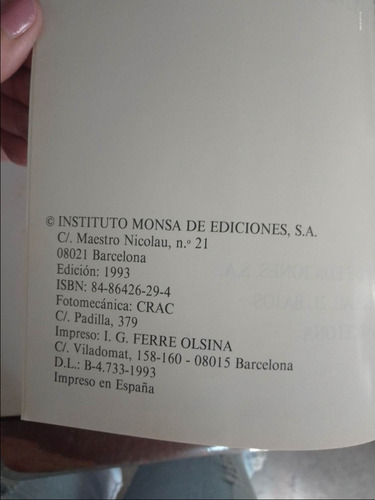 © INSTITUTO MONSA DE EDICIONES, S.A.
C/. Maestro Nicolau, n.º 21
08021 Barcelona
Edición: 1993
ISBN: 84-86426-29-4
Fotomecánica: CRAC
C/. Padilla, 379
Impreso: I. G. FERRE OLSINA
C/. Viladomat, 158-160 - 08015 Barcelona
D.L.: B-4.733-1993
Impreso en España